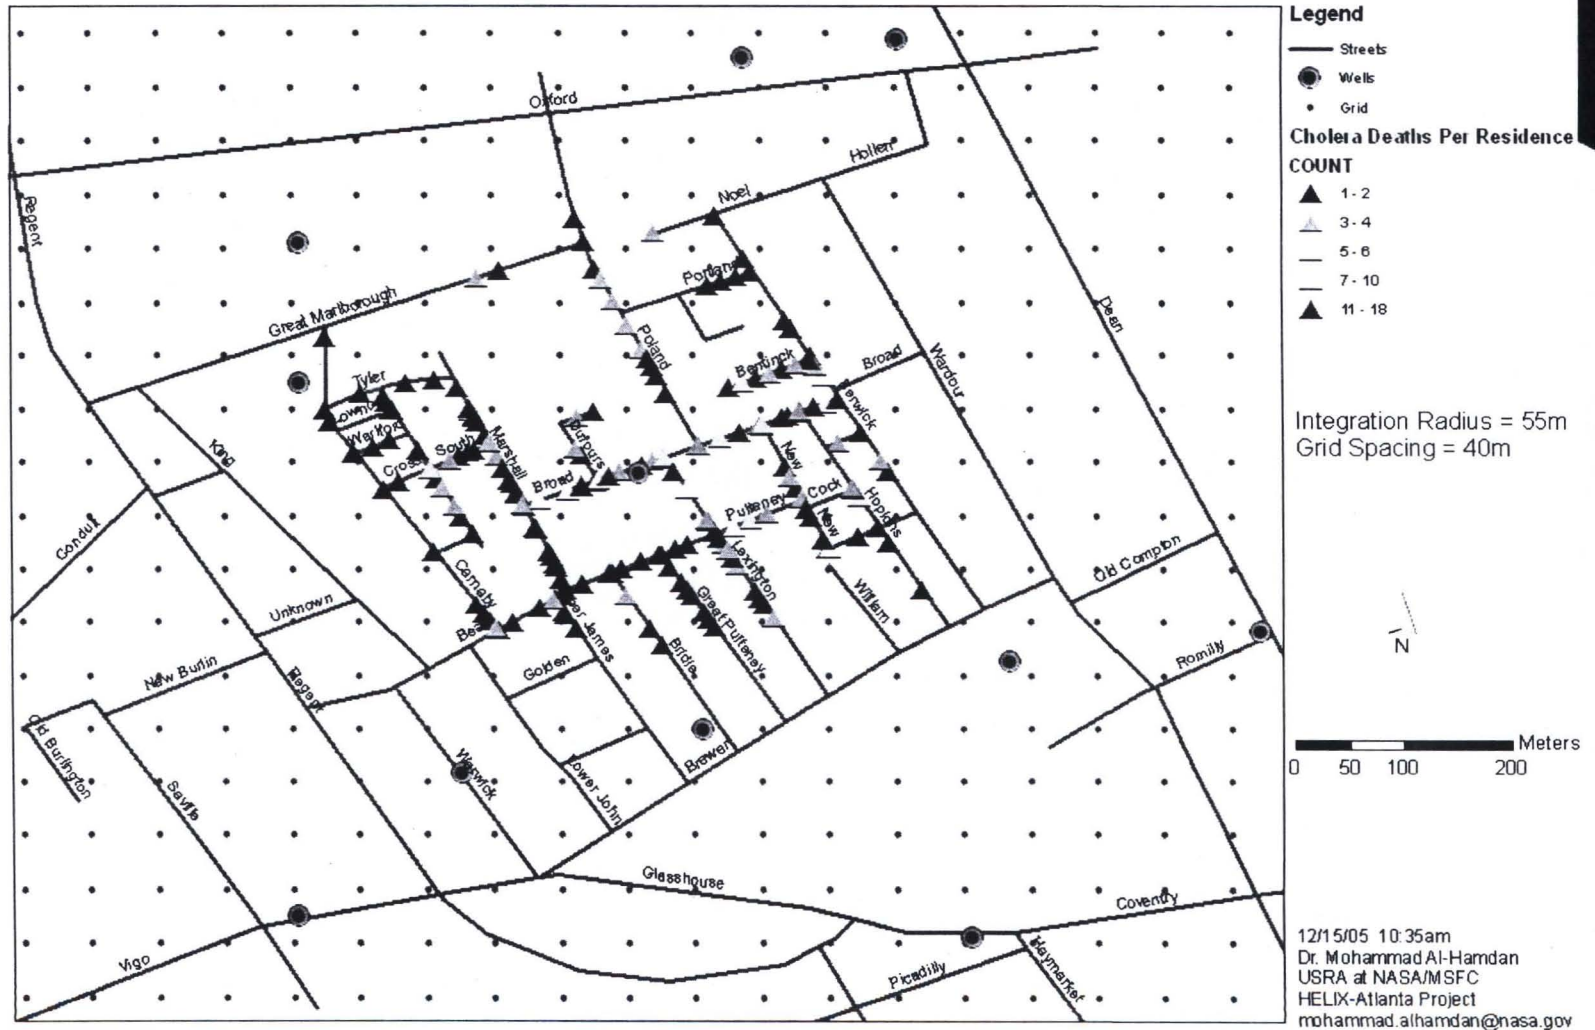 Legend
Streets
Wells
Grid
Cholera Deaths Per Residence
COUNT
1 - 2
3 - 4
5 - 6
7 - 10
11 - 18
Integration Radius = 55m
Grid Spacing = 40m
N
Meters
0 50 100 200
12/15/05 10:35am
Dr. Mohammad Al-Hamdan
USRA at NASA/MSFC
HELIX-Atlanta Project
mohammad.alhamdan@nasa.gov
Oxford
Regent
Noel
Hollen
Great Marlborough
Portland
Poland
Dean
Tyler
Bentinck
Broad
Wardour
King
South
Marshall
Cross
Broad
New
Pulteney
Cock
New
Hopkins
Conduit
Lexington
Old Compton
Carnaby
Unknown
Great Pulteney
William
James
Bridle
New Burlin
Regent
Golden
Romilly
Old Burlington
Saville
Warwick
Lower John
Brewer
Glasshouse
Coventry
Vigo
Picadilly
Haymarket